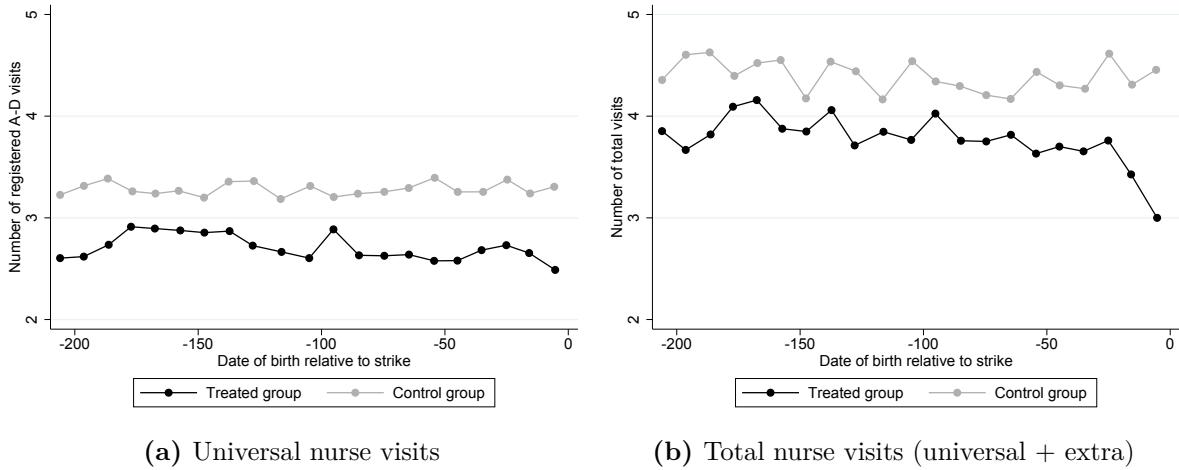 5
4
3
2
Number of registered A-D visits
-200
-150
-100
-50
0
Date of birth relative to strike
Treated group
Control group
(a) Universal nurse visits
5
4
3
2
Number of total visits
-200
-150
-100
-50
0
Date of birth relative to strike
Treated group
Control group
(b) Total nurse visits (universal + extra)